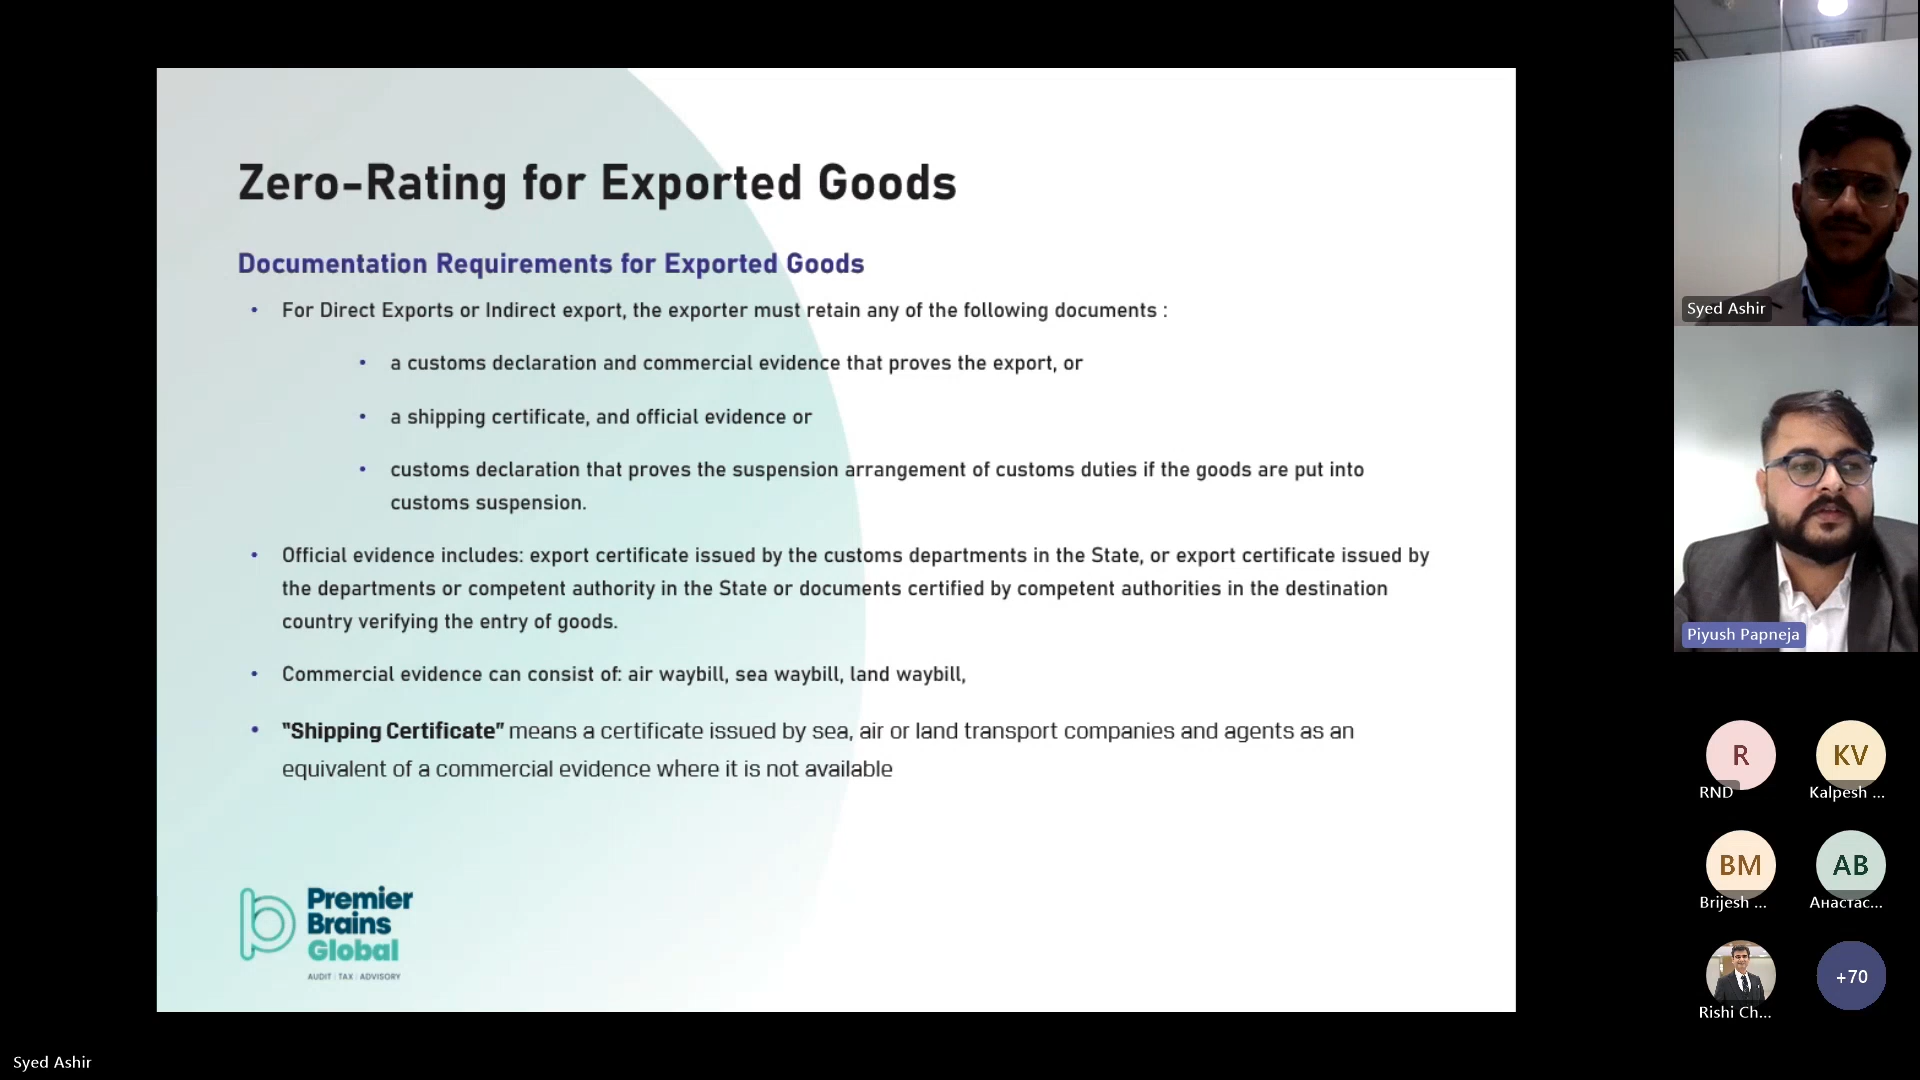 Zero-Rating for Exported Goods
Documentation Requirements for Exported Goods
• For Direct Exports or Indirect export, the exporter must retain any of the following documents :
• a customs declaration and commercial evidence that proves the export, or
• a shipping certificate, and official evidence or
• customs declaration that proves the suspension arrangement of customs duties if the goods are put into
customs suspension.
• Official evidence includes: export certificate issued by the customs departments in the State, or export certificate issued by
the departments or competent authority in the State or documents certified by competent authorities in the destination
country verifying the entry of goods.
• Commercial evidence can consist of: air waybill, sea waybill, land waybill,
• "Shipping Certificate" means a certificate issued by sea, air or land transport companies and agents as an
equivalent of a commercial evidence where it is not available
Premier
Brains
Global
AUDIT | TAX | ADVISORY
Syed Ashir
Piyush Papneja
R
RND
KV
Kalpesh ...
BM
Brijesh ...
AB
Анастас...
Rishi Ch...
+70
Syed Ashir